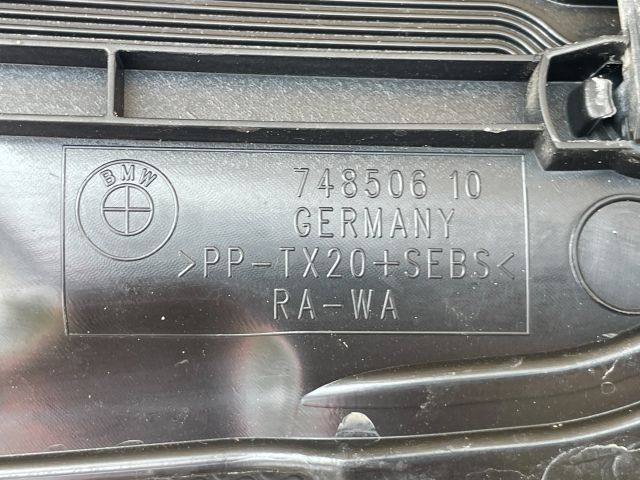 BMW
748506 10
GERMANY
>PP-TX20+SEBS<
RA-WA